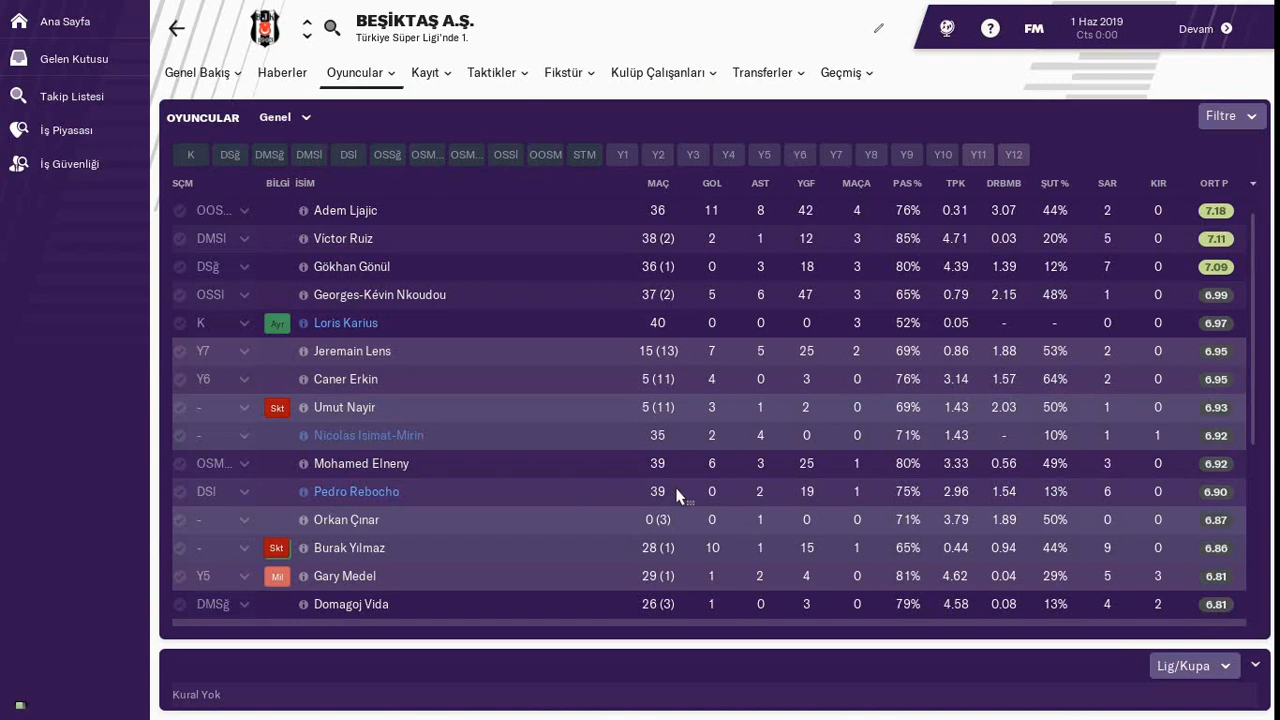 Ana Sayfa
Gelen Kutusu
Takip Listesi
İş Piyasası
İş Güvenliği
BEŞİKTAŞ A.Ş.
Türkiye Süper Ligi'nde 1.
? FM
1 Haz 2019
Cts 0:00
Devam
Genel Bakış Haberler Oyuncular Kayıt Taktikler Fikstür Kulüp Çalışanları Transferler Geçmiş
OYUNCULAR Genel Filtre
K DSğ DMSğ DMSl DSl OSSğ OSM... OSM... OSSl OOSM STM Y1 Y2 Y3 Y4 Y5 Y6 Y7 Y8 Y9 Y10 Y11 Y12
SÇM BİLGİ İSİM MAÇ GOL AST YGF MAÇA PAS % TPK DRBMB ŞUT % SAR KIR ORT P
OOS... Adem Ljajic 36 11 8 42 4 76% 0.31 3.07 44% 2 0 7.18
DMSl Víctor Ruiz 38 (2) 2 1 12 3 85% 4.71 0.03 20% 5 0 7.11
DSğ Gökhan Gönül 36 (1) 0 3 18 3 80% 4.39 1.39 12% 7 0 7.09
OSSl Georges-Kévin Nkoudou 37 (2) 5 6 47 3 65% 0.79 2.15 48% 1 0 6.99
K Ayr Loris Karius 40 0 0 0 3 52% 0.05 - - 0 0 6.97
Y7 Jeremain Lens 15 (13) 7 5 25 2 69% 0.86 1.88 53% 2 0 6.95
Y6 Caner Erkin 5 (11) 4 0 3 0 76% 3.14 1.57 64% 2 0 6.95
- Skt Umut Nayir 5 (11) 3 1 2 0 69% 1.43 2.03 50% 1 0 6.93
- Nicolas Isimat-Mirin 35 2 4 0 0 71% 1.43 - 10% 1 1 6.92
OSM... Mohamed Elneny 39 6 3 25 1 80% 3.33 0.56 49% 3 0 6.92
DSl Pedro Rebocho 39 0 2 19 1 75% 2.96 1.54 13% 6 0 6.90
- Orkan Çınar 0 (3) 0 1 0 0 71% 3.79 1.89 50% 0 0 6.87
- Skt Burak Yılmaz 28 (1) 10 1 15 1 65% 0.44 0.94 44% 9 0 6.86
Y5 Mil Gary Medel 29 (1) 1 2 4 0 81% 4.62 0.04 29% 5 3 6.81
DMSğ Domagoj Vida 26 (3) 1 0 3 0 79% 4.58 0.08 13% 4 2 6.81
Lig/Kupa
Kural Yok